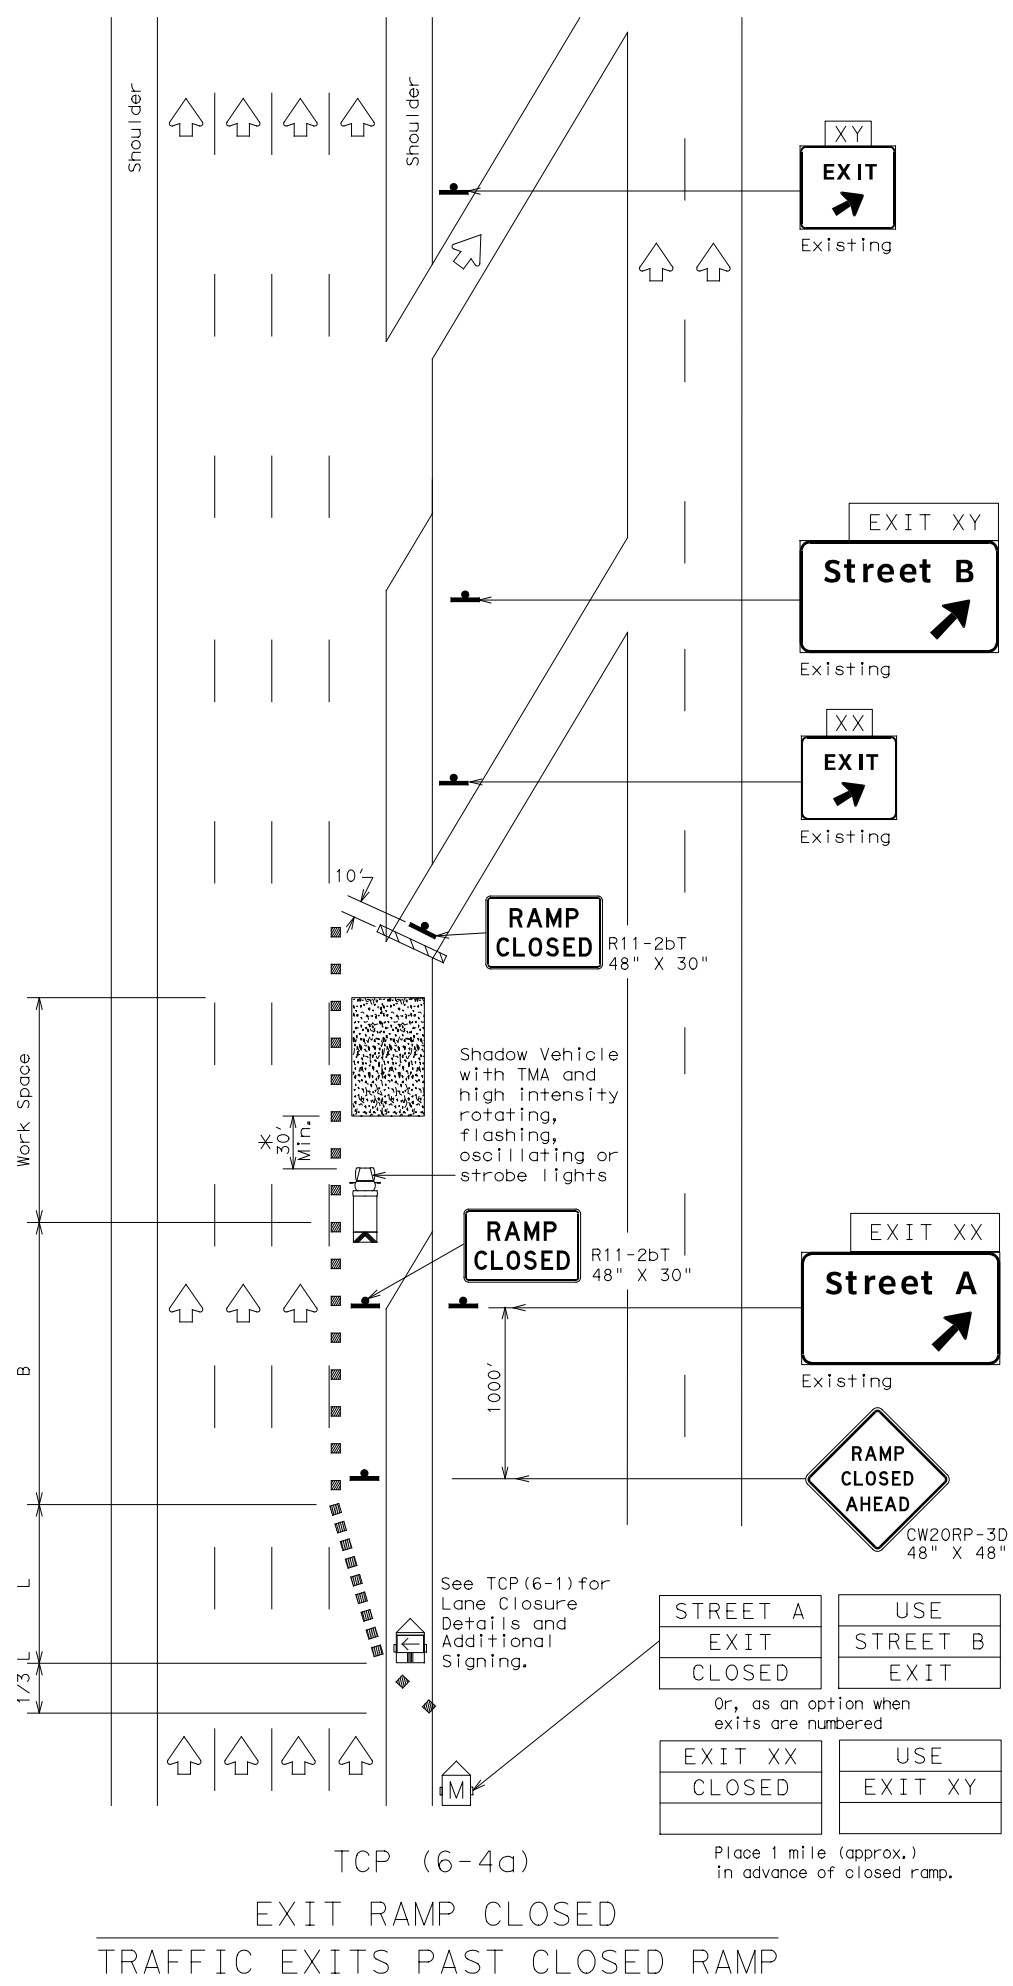 Shoulder
Shoulder
XY
EXIT
Existing
EXIT XY
Street B
Existing
XX
EXIT
Existing
10'
RAMP
CLOSED
R11-2bT
48" X 30"
Work Space
* 30'
Min.
Shadow Vehicle
with TMA and
high intensity
rotating,
flashing,
oscillating or
strobe lights
RAMP
CLOSED
R11-2bT
48" X 30"
EXIT XX
Street A
Existing
B
1000'
RAMP
CLOSED
AHEAD
CW20RP-3D
48" X 48"
L
1/3 L
See TCP(6-1)for
Lane Closure
Details and
Additional
Signing.
STREET A
EXIT
CLOSED
USE
STREET B
EXIT
Or, as an option when
exits are numbered
EXIT XX
CLOSED
USE
EXIT XY
M
Place 1 mile (approx.)
in advance of closed ramp.
TCP (6-4a)
EXIT RAMP CLOSED
TRAFFIC EXITS PAST CLOSED RAMP